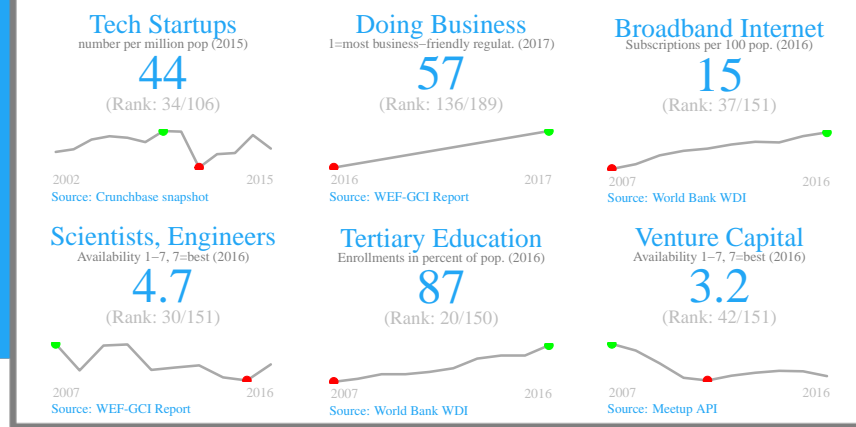 Tech Startups
number per million pop (2015)
44
(Rank: 34/106)
2002 2015
Source: Crunchbase snapshot
Doing Business
1=most business−friendly regulat. (2017)
57
(Rank: 136/189)
2016 2017
Source: WEF-GCI Report
Broadband Internet
Subscriptions per 100 pop. (2016)
15
(Rank: 37/151)
2007 2016
Source: World Bank WDI
Scientists, Engineers
Availability 1−7, 7=best (2016)
4.7
(Rank: 30/151)
2007 2016
Source: WEF-GCI Report
Tertiary Education
Enrollments in percent of pop. (2016)
87
(Rank: 20/150)
2007 2016
Source: World Bank WDI
Venture Capital
Availability 1−7, 7=best (2016)
3.2
(Rank: 42/151)
2007 2016
Source: Meetup API